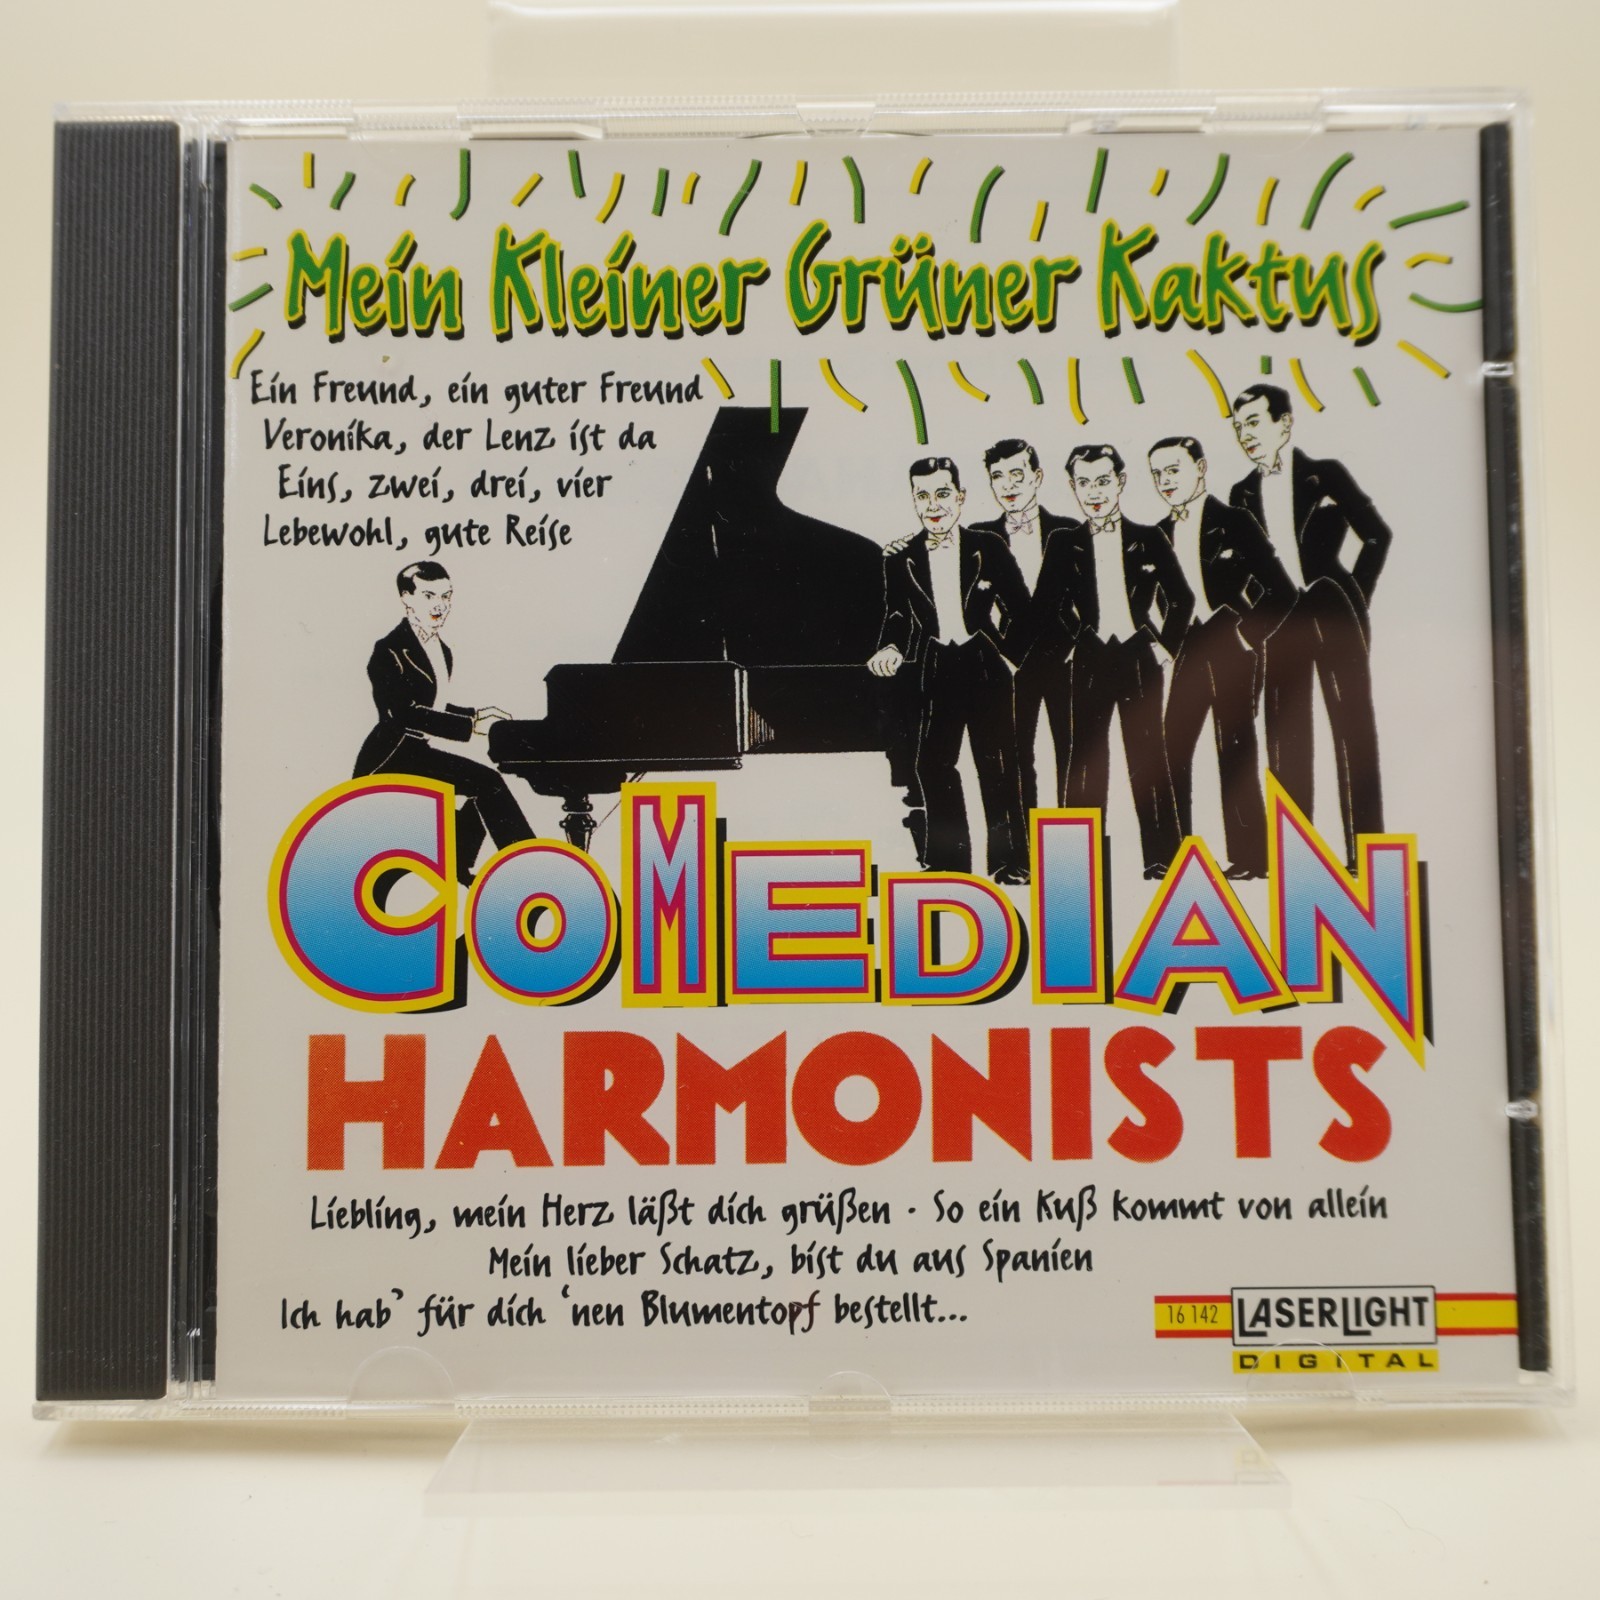 Mein Kleiner Grüner Kaktus
Ein Freund, ein guter Freund
Veronika, der Lenz ist da
Eins, zwei, drei, vier
Lebewohl, gute Reise
COMEDIAN
HARMONISTS
Liebling, mein Herz läßt dich grüßen · So ein Kuß kommt von allein
Mein lieber Schatz, bist du aus Spanien
Ich hab' für dich 'nen Blumentopf bestellt...
16 142 LASERLIGHT
DIGITAL